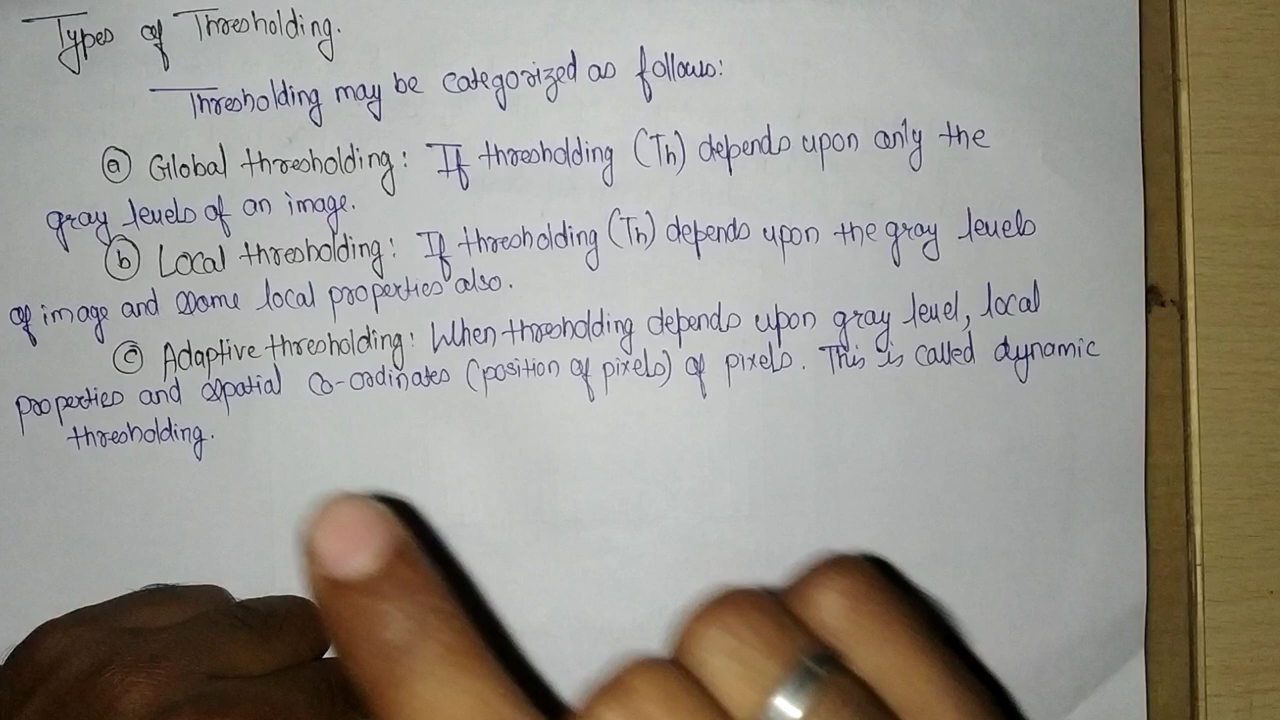 Types of Thresholding.
Thresholding may be categorized as follows:
(a) Global thresholding: If thresholding (Th) depends upon only the
gray levels of an image.
(b) Local thresholding: If thresholding (Th) depends upon the gray levels
of image and some local properties also.
(c) Adaptive thresholding: When thresholding depends upon gray level, local
properties and spatial co-ordinates (position of pixels) of pixels. This is called dynamic
thresholding.